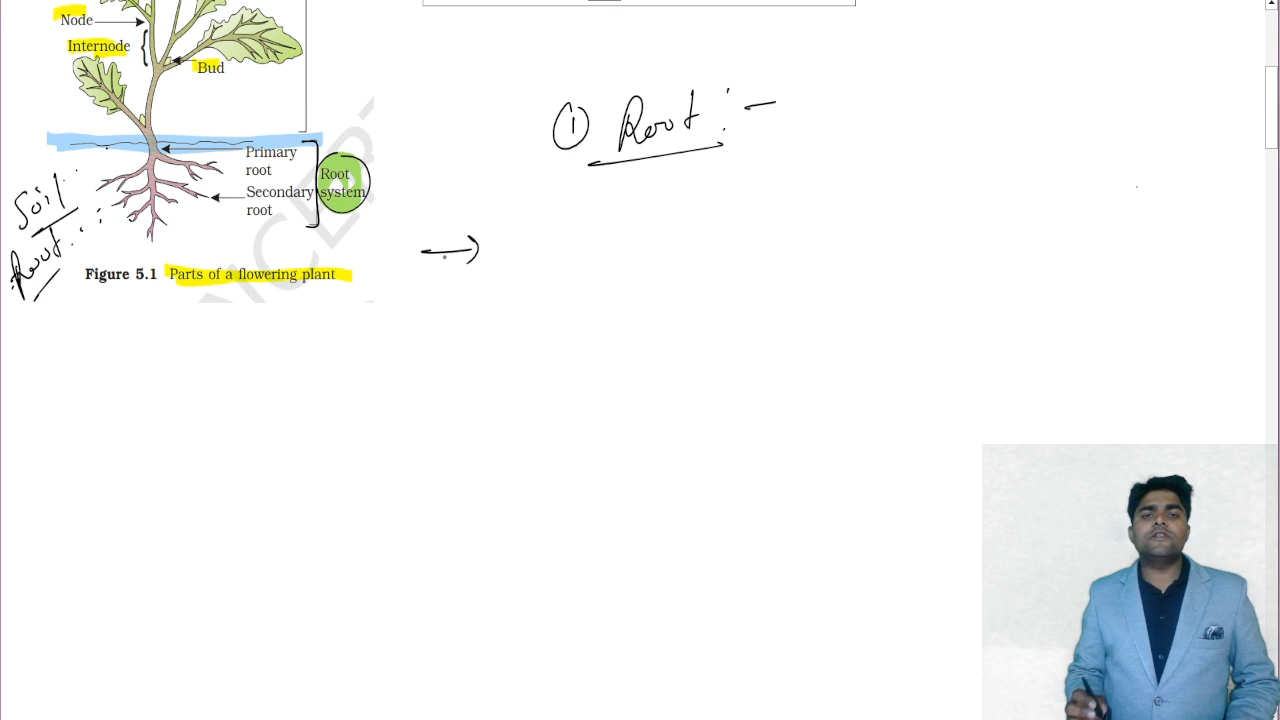 Node
Internode
Bud
① Root :-
Primary
root
Root
system
Secondary
root
Soil
Root
Figure 5.1 Parts of a flowering plant
NCER